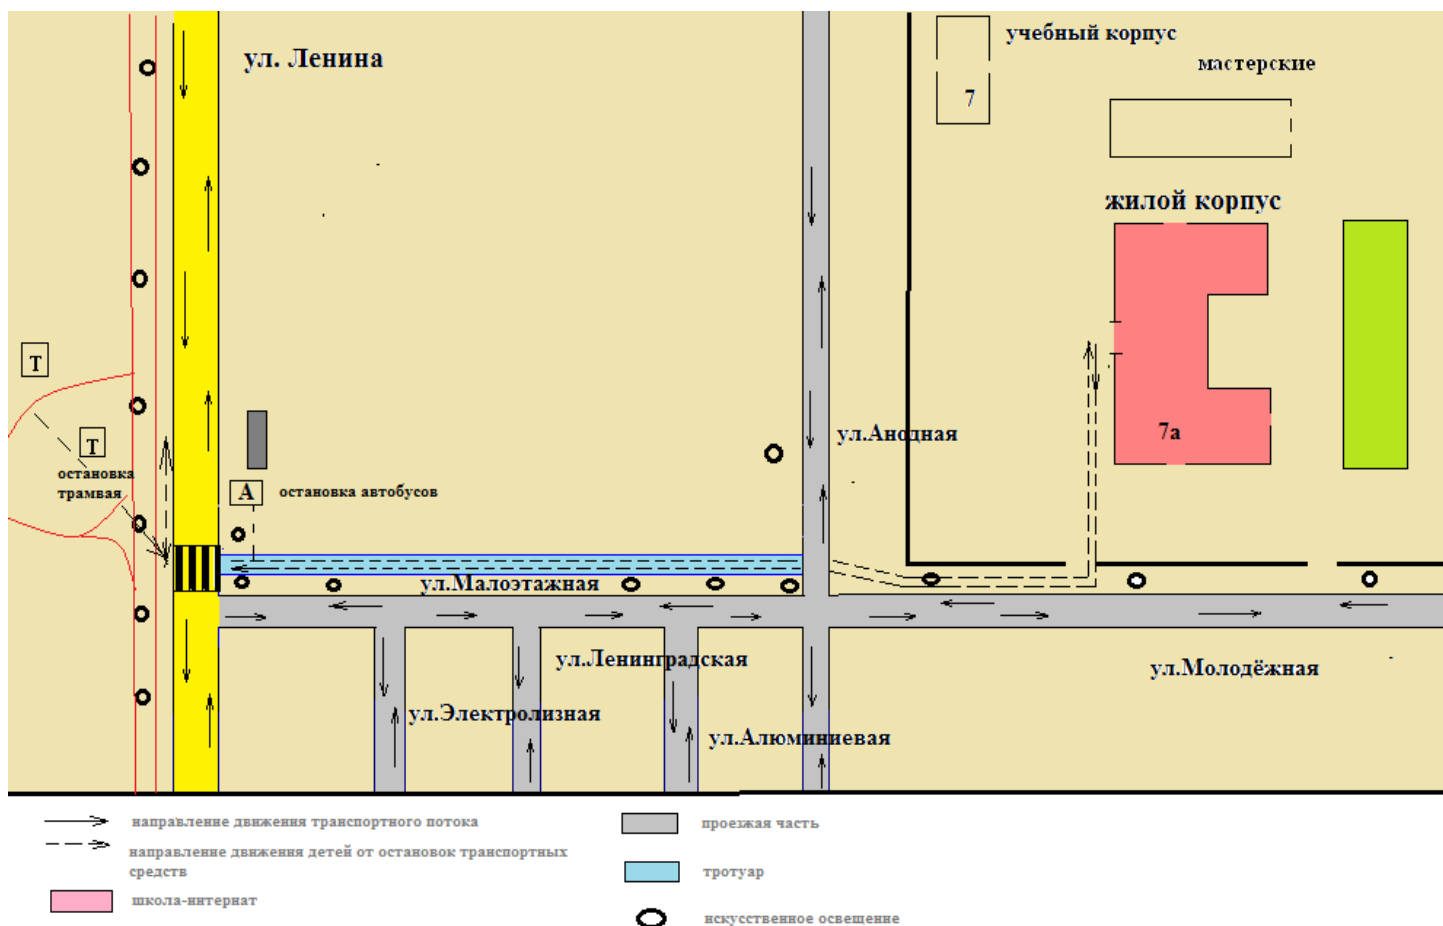 учебный корпус
ул. Ленина
мастерские
7
жилой корпус
Т
ул.Анодная
7а
Т
остановка
трамвая
А
остановка автобусов
ул.Малоэтажная
ул.Ленинградская
ул.Молодёжная
ул.Электролизная
ул.Алюминиевая
направление движения транспортного потока
проезжая часть
направление движения детей от остановок транспортных
средств
тротуар
школа-интернат
искусственное освещение